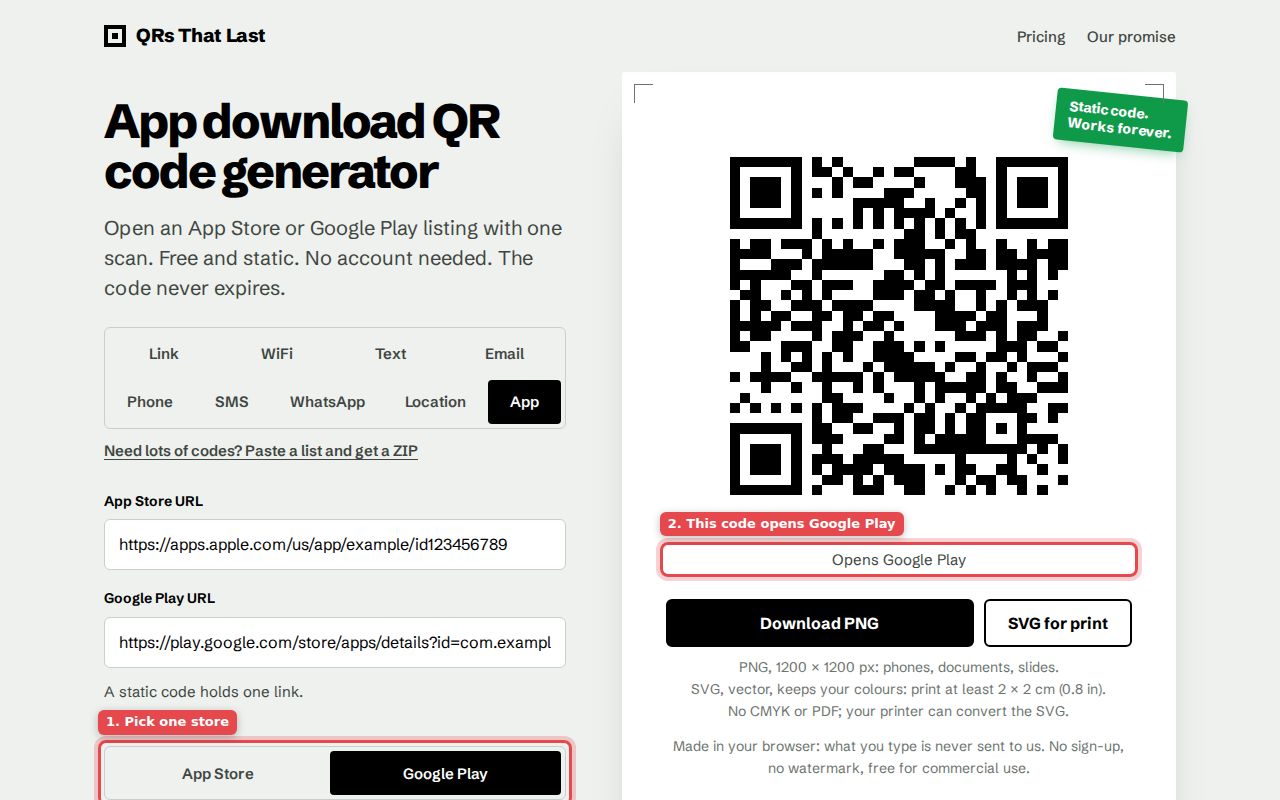 QRs That Last
Pricing
Our promise
App download QR
code generator
Open an App Store or Google Play listing with one
scan. Free and static. No account needed. The
code never expires.
Link
WiFi
Text
Email
Phone
SMS
WhatsApp
Location
App
Need lots of codes? Paste a list and get a ZIP
App Store URL
https://apps.apple.com/us/app/example/id123456789
Google Play URL
https://play.google.com/store/apps/details?id=com.exampl
A static code holds one link.
1. Pick one store
App Store
Google Play
Static code.
Works forever.
2. This code opens Google Play
Opens Google Play
Download PNG
SVG for print
PNG, 1200 × 1200 px: phones, documents, slides.
SVG, vector, keeps your colours: print at least 2 × 2 cm (0.8 in).
No CMYK or PDF; your printer can convert the SVG.
Made in your browser: what you type is never sent to us. No sign-up,
no watermark, free for commercial use.